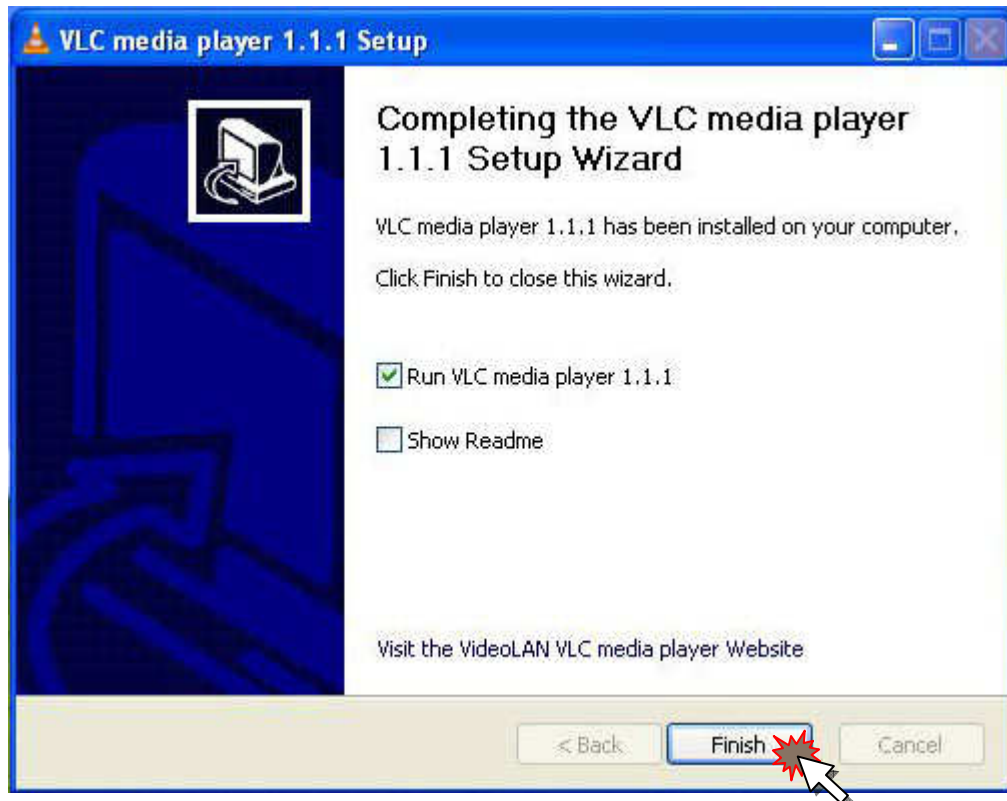 VLC media player 1.1.1 Setup
Completing the VLC media player
1.1.1 Setup Wizard
VLC media player 1.1.1 has been installed on your computer.
Click Finish to close this wizard.
Run VLC media player 1.1.1
Show Readme
Visit the VideoLAN VLC media player Website
< Back Finish Cancel